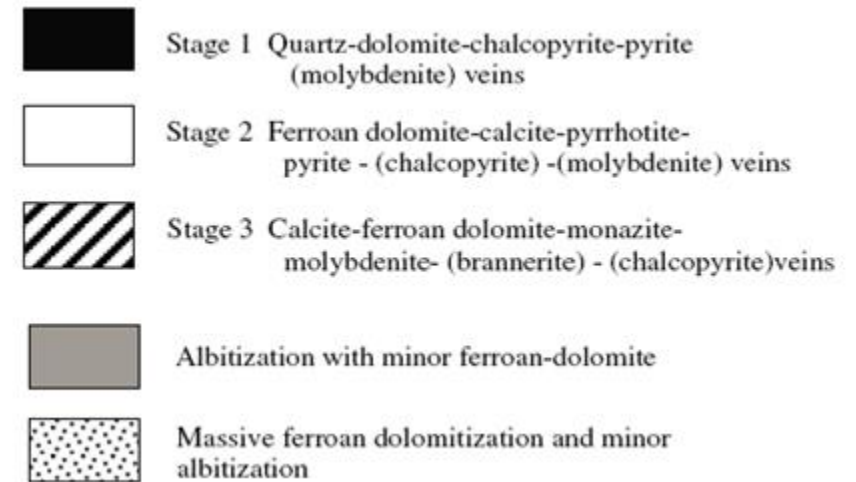 Stage 1 Quartz-dolomite-chalcopyrite-pyrite
(molybdenite) veins
Stage 2 Ferroan dolomite-calcite-pyrrhotite-
pyrite - (chalcopyrite) -(molybdenite) veins
Stage 3 Calcite-ferroan dolomite-monazite-
molybdenite- (brannerite) - (chalcopyrite)veins
Albitization with minor ferroan-dolomite
Massive ferroan dolomitization and minor
albitization